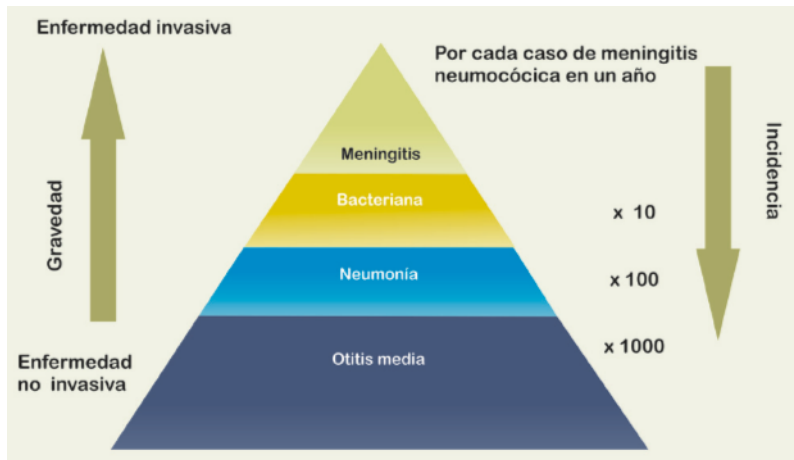 Enfermedad invasiva
Por cada caso de meningitis
neumocócica en un año
Gravedad
Incidencia
Meningitis
Bacteriana
x 10
Neumonía
x 100
Otitis media
x 1000
Enfermedad
no invasiva